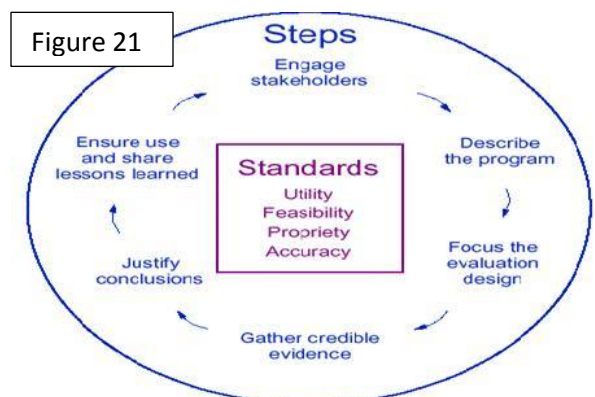 Figure 21
Steps
Engage
stakeholders
Describe
the program
Focus the
evaluation
design
Gather credible
evidence
Justify
conclusions
Ensure use
and share
lessons learned
Standards
Utility
Feasibility
Propriety
Accuracy